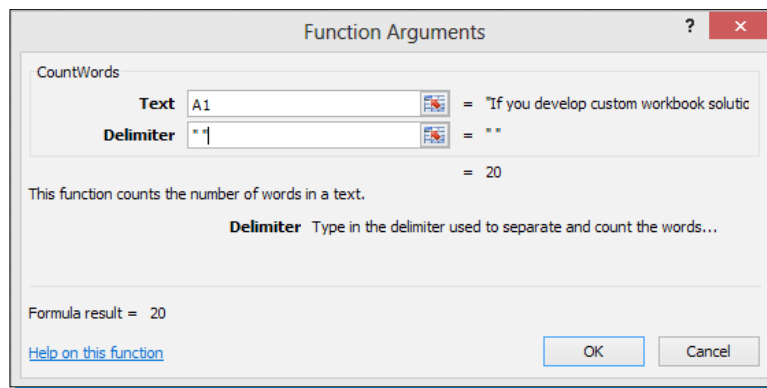 Function Arguments ? ×
CountWords
Text A1 = "If you develop custom workbook solutio
Delimiter " " = " "
= 20
This function counts the number of words in a text.
Delimiter Type in the delimiter used to separate and count the words...
Formula result = 20
Help on this function OK Cancel